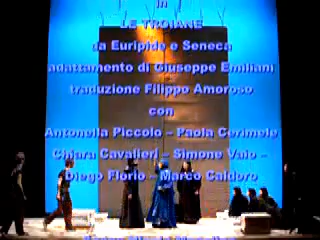 in
LE TROIANE
da Euripide e Seneca
adattamento di Giuseppe Emiliani
traduzione Filippo Amoroso
con
Antonella Piccolo – Paola Cerimele
Chiara Cavalieri – Simone Vaio –
Diego Florio – Marco Caldoro